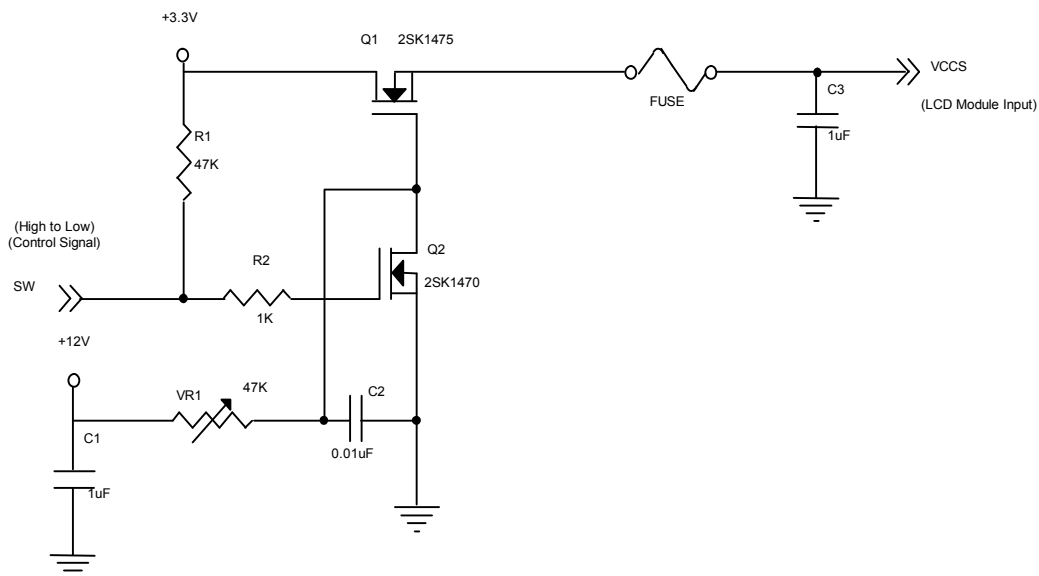 +3.3V
Q1 2SK1475
VCCS
FUSE
C3
(LCD Module Input)
1uF
R1
47K
(High to Low)
(Control Signal)
Q2
R2
2SK1470
SW
1K
+12V
VR1
47K
C2
C1
0.01uF
1uF